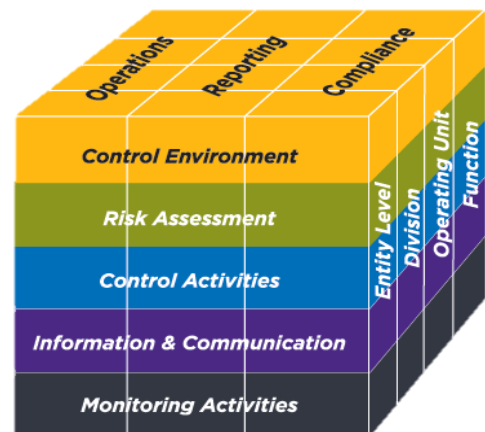 Operations
Reporting
Compliance
Control Environment
Risk Assessment
Control Activities
Information & Communication
Monitoring Activities
Entity Level
Division
Operating Unit
Function